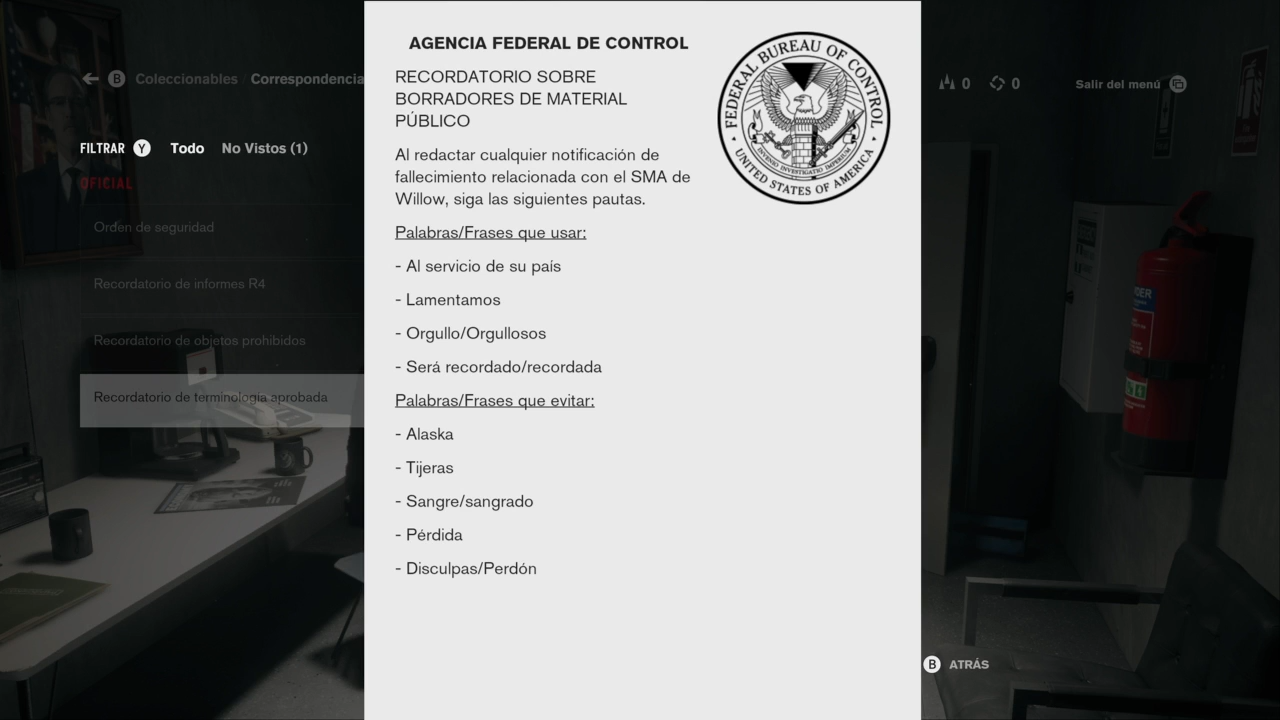 B Coleccionables Correspondencia
0 0
Salir del menú
FILTRAR Y Todo No Vistos (1)
OFICIAL
Orden de seguridad
Recordatorio de informes R4
Recordatorio de objetos prohibidos
Recordatorio de terminología aprobada
AGENCIA FEDERAL DE CONTROL
RECORDATORIO SOBRE
BORRADORES DE MATERIAL
PÚBLICO
Al redactar cualquier notificación de
fallecimiento relacionada con el SMA de
Willow, siga las siguientes pautas.
Palabras/Frases que usar:
- Al servicio de su país
- Lamentamos
- Orgullo/Orgullosos
- Será recordado/recordada
Palabras/Frases que evitar:
- Alaska
- Tijeras
- Sangre/sangrado
- Pérdida
- Disculpas/Perdón
FEDERAL BUREAU OF CONTROL
INVENIO INVESTIGATIO IMPERIUM
UNITED STATES OF AMERICA
B ATRÁS